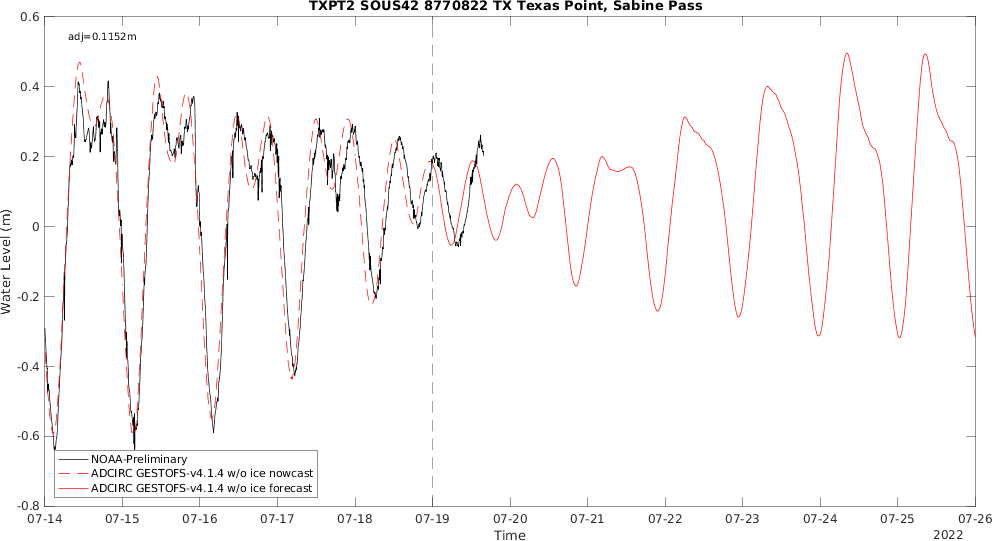 TXPT2 SOUS42 8770822 TX Texas Point, Sabine Pass
adj=0.1152m
0.6
0.4
0.2
0
-0.2
-0.4
-0.6
-0.8
Water Level (m)
NOAA-Preliminary
ADCIRC GESTOFS-v4.1.4 w/o ice nowcast
ADCIRC GESTOFS-v4.1.4 w/o ice forecast
07-14 07-15 07-16 07-17 07-18 07-19 07-20 07-21 07-22 07-23 07-24 07-25 07-26
Time
2022